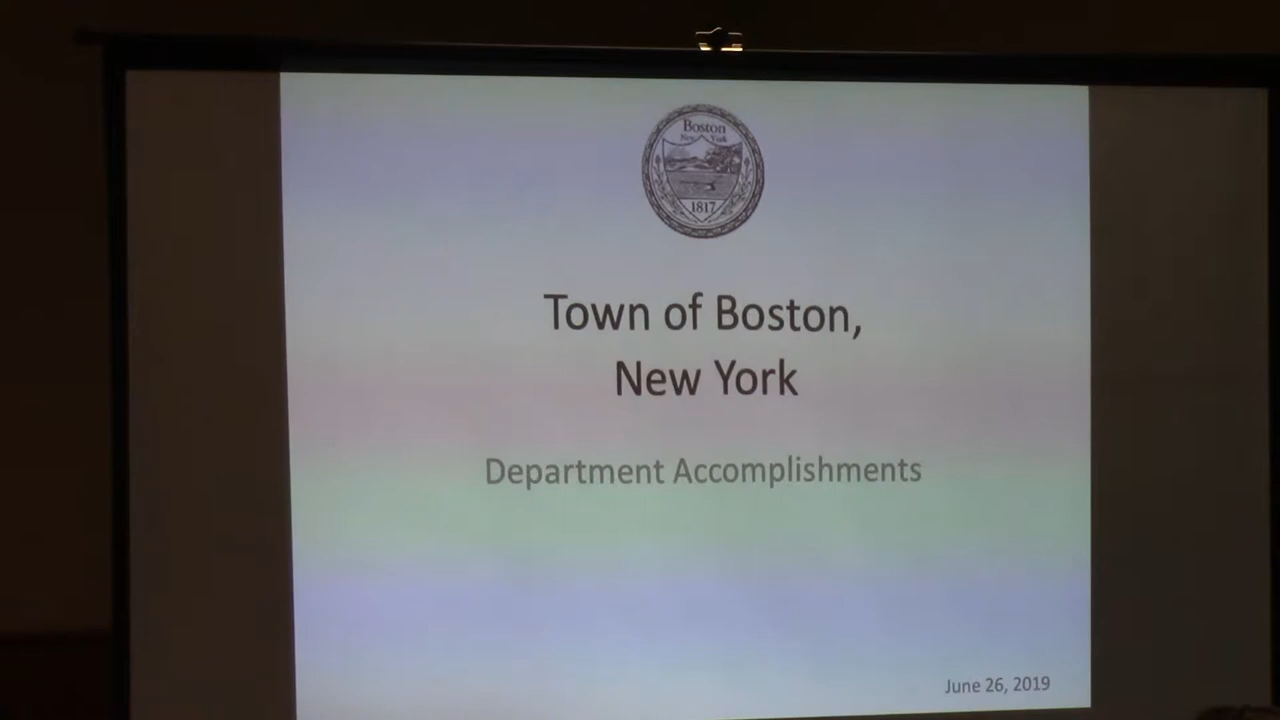 Boston
New York
1817
Town of Boston,
New York
Department Accomplishments
June 26, 2019